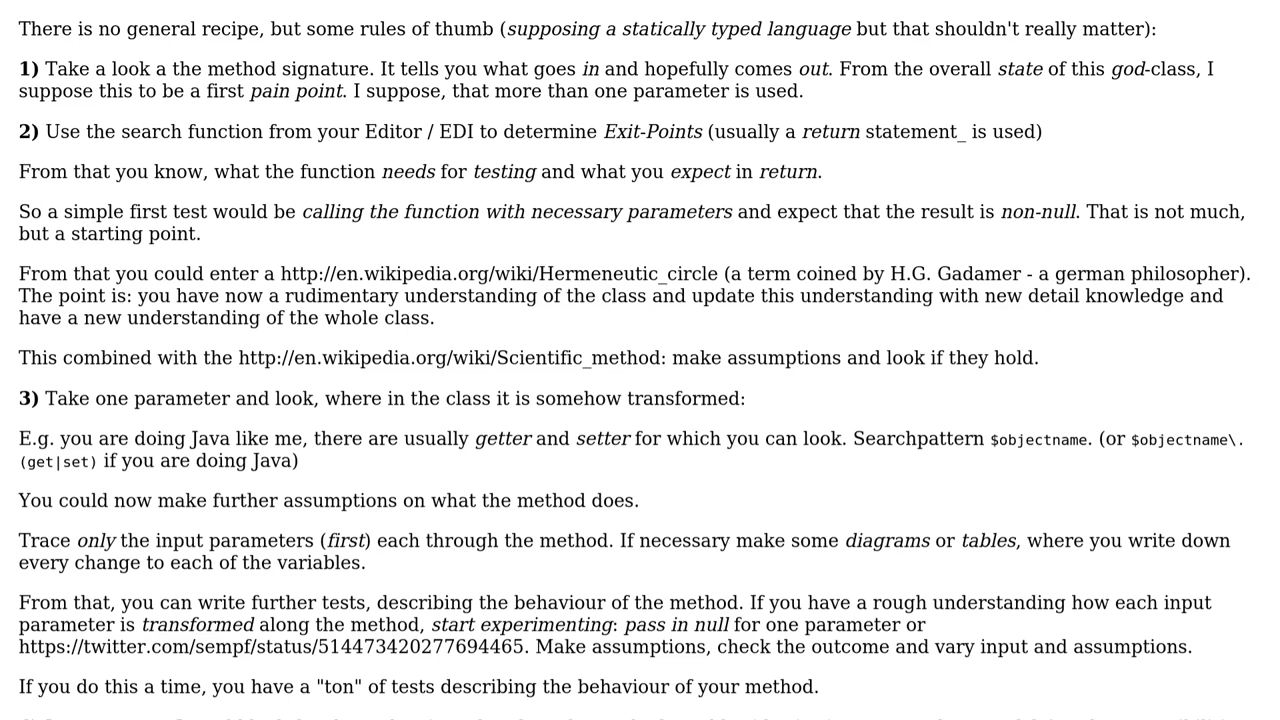 There is no general recipe, but some rules of thumb (supposing a statically typed language but that shouldn't really matter):
1) Take a look a the method signature. It tells you what goes in and hopefully comes out. From the overall state of this god-class, I
suppose this to be a first pain point. I suppose, that more than one parameter is used.
2) Use the search function from your Editor / EDI to determine Exit-Points (usually a return statement_ is used)
From that you know, what the function needs for testing and what you expect in return.
So a simple first test would be calling the function with necessary parameters and expect that the result is non-null. That is not much,
but a starting point.
From that you could enter a http://en.wikipedia.org/wiki/Hermeneutic_circle (a term coined by H.G. Gadamer - a german philosopher).
The point is: you have now a rudimentary understanding of the class and update this understanding with new detail knowledge and
have a new understanding of the whole class.
This combined with the http://en.wikipedia.org/wiki/Scientific_method: make assumptions and look if they hold.
3) Take one parameter and look, where in the class it is somehow transformed:
E.g. you are doing Java like me, there are usually getter and setter for which you can look. Searchpattern $objectname. (or $objectname\.
(get|set) if you are doing Java)
You could now make further assumptions on what the method does.
Trace only the input parameters (first) each through the method. If necessary make some diagrams or tables, where you write down
every change to each of the variables.
From that, you can write further tests, describing the behaviour of the method. If you have a rough understanding how each input
parameter is transformed along the method, start experimenting: pass in null for one parameter or
https://twitter.com/sempf/status/514473420277694465. Make assumptions, check the outcome and vary input and assumptions.
If you do this a time, you have a "ton" of tests describing the behaviour of your method.